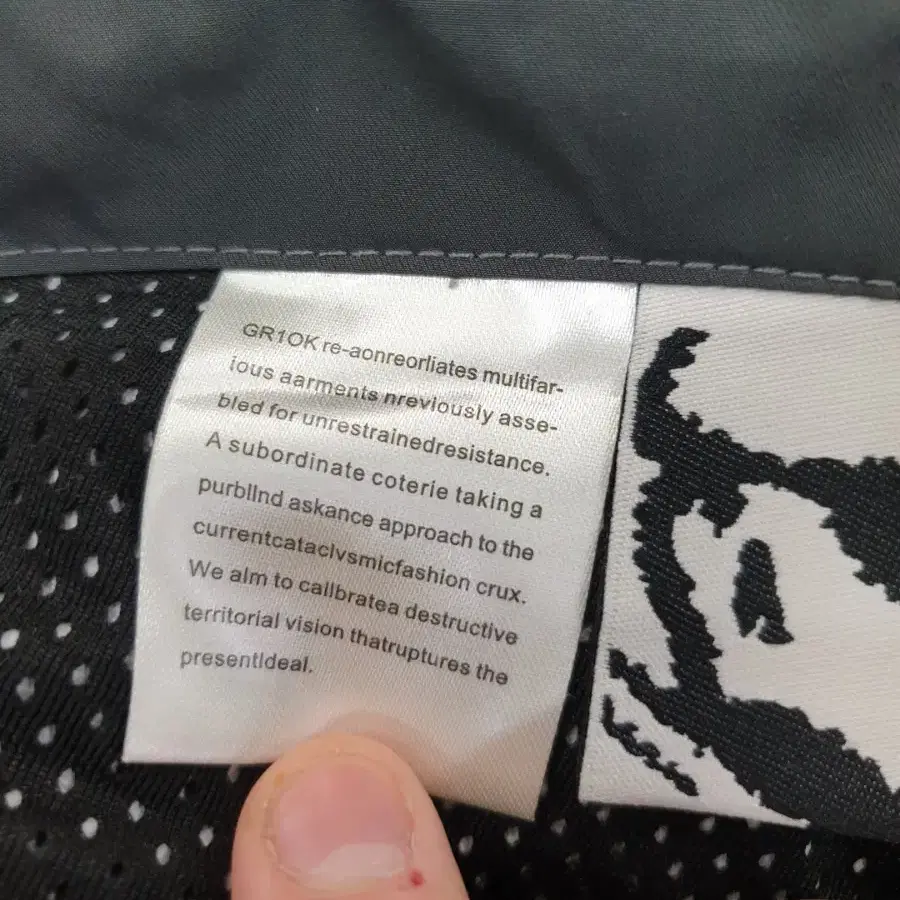 GR1OK re-aonreorliates multifar-
ious aarments nreviously asse-
bled for unrestrainedresistance.
A subordinate coterie taking a
purblInd askance approach to the
currentcataclvsmicfashion crux.
We alm to callbratea destructive
territorial vision thatruptures the
presentldeal.